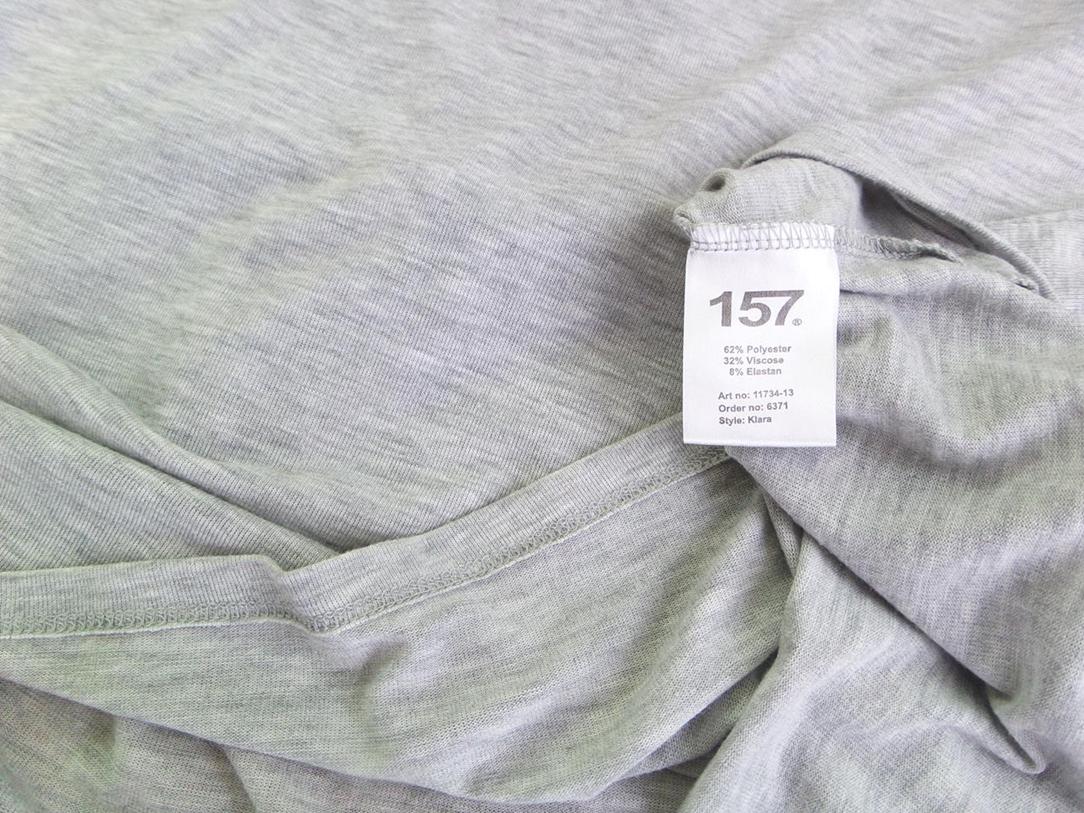 157®
62% Polyester
32% Viscose
8% Elastan
Art no: 11734-13
Order no: 6371
Style: Klara